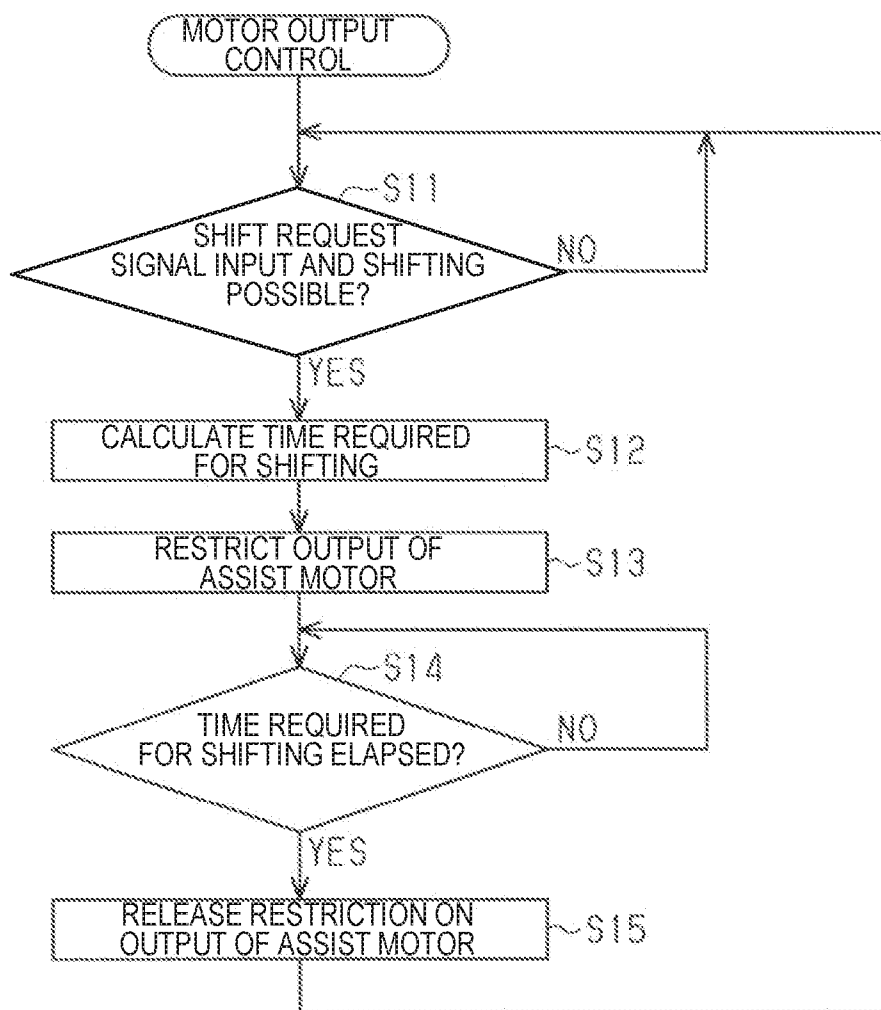 MOTOR OUTPUT
CONTROL
S11
SHIFT REQUEST
SIGNAL INPUT AND SHIFTING
POSSIBLE?
NO
YES
CALCULATE TIME REQUIRED
FOR SHIFTING
S12
RESTRICT OUTPUT OF
ASSIST MOTOR
S13
S14
TIME REQUIRED
FOR SHIFTING ELAPSED?
NO
YES
RELEASE RESTRICTION ON
OUTPUT OF ASSIST MOTOR
S15